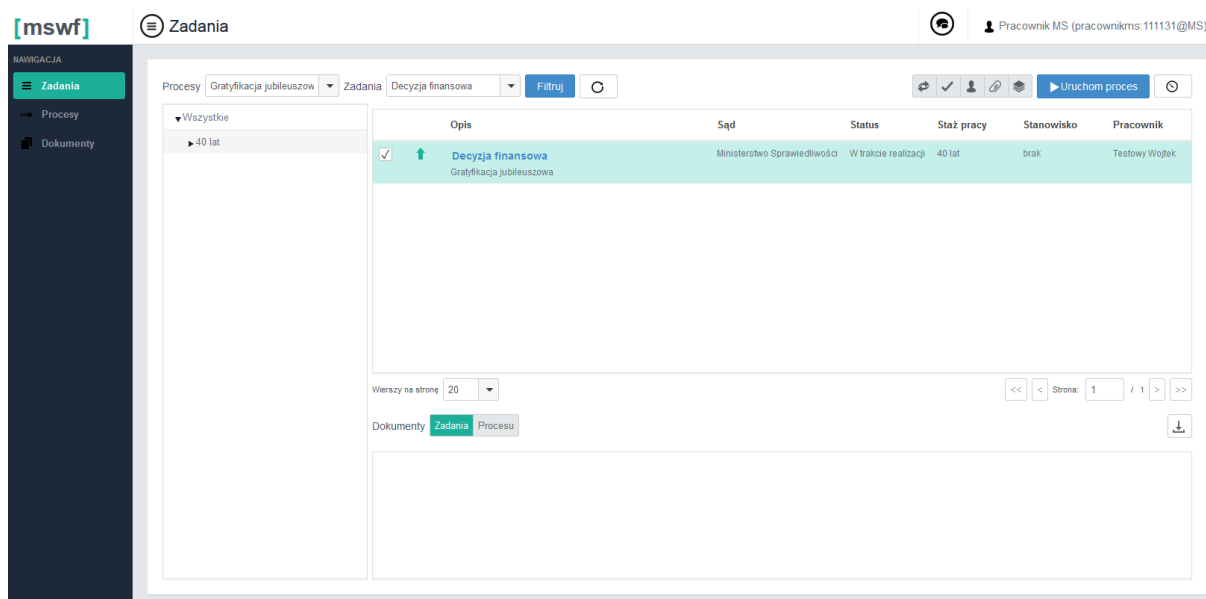 [mswf]
Zadania
Pracownik MS (pracownikms:111131@MS)
NAWIGACJA
Zadania
Procesy
Dokumenty
Procesy Gratyfikacja jubileuszow Zadania Decyzja finansowa Filtruj Uruchom proces
Wszystkie
40 lat
Opis Sąd Status Staż pracy Stanowisko Pracownik
Decyzja finansowa Ministerstwo Sprawiedliwości W trakcie realizacji 40 lat brak Testowy Wojtek
Gratyfikacja jubileuszowa
Wierszy na stronę 20 << < Strona: 1 / 1 > >>
Dokumenty Zadania Procesu